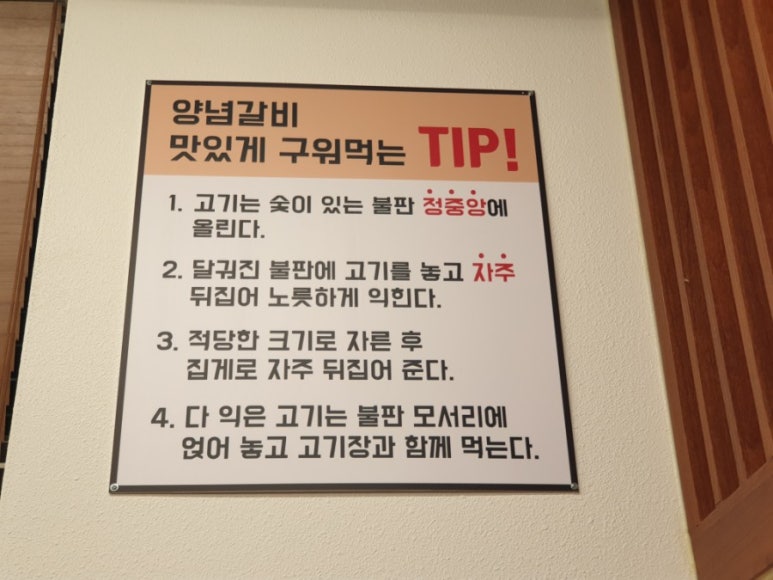 양념갈비
맛있게 구워먹는 TIP!
1. 고기는 숯이 있는 불판 정중앙에
올린다.
2. 달궈진 불판에 고기를 놓고 자주
뒤집어 노릇하게 익힌다.
3. 적당한 크기로 자른 후
집게로 자주 뒤집어 준다.
4. 다 익은 고기는 불판 모서리에
얹어 놓고 고기장과 함께 먹는다.